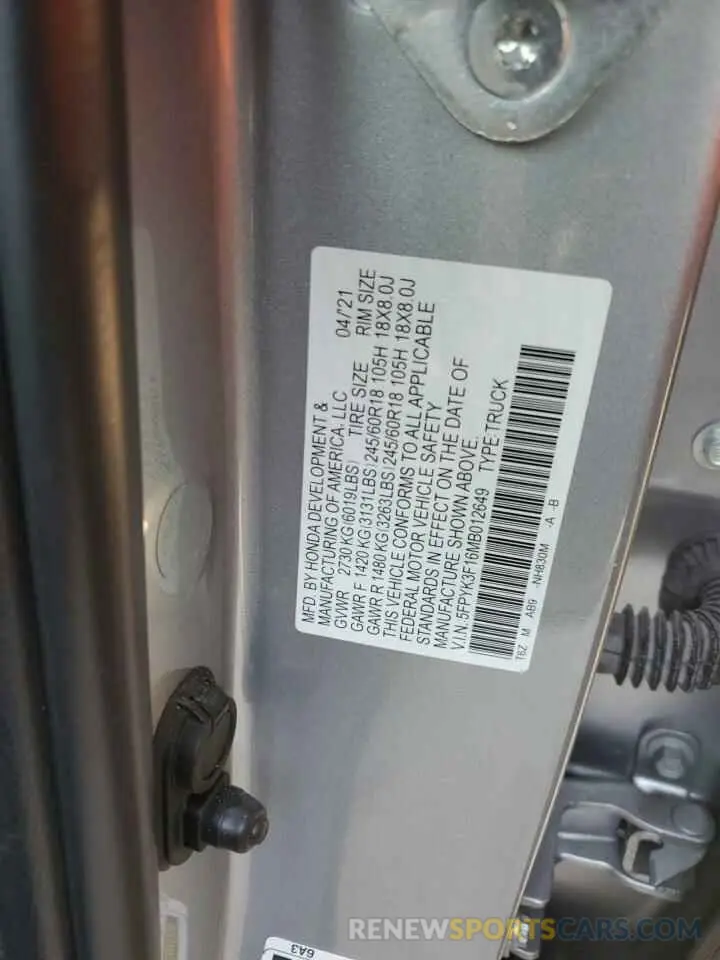 MFD. BY HONDA DEVELOPMENT &
MANUFACTURING OF AMERICA, LLC 04/'21
GVWR 2730 KG(6019LBS) TIRE SIZE RIM SIZE
GAWR F 1420 KG(3131LBS)245/60R18 105H 18X8.0J
GAWR R 1480 KG(3263LBS)245/60R18 105H 18X8.0J
THIS VEHICLE CONFORMS TO ALL APPLICABLE
FEDERAL MOTOR VEHICLE SAFETY
STANDARDS IN EFFECT ON THE DATE OF
MANUFACTURE SHOWN ABOVE.
V.I.N.:5FPYK3F16MB012649 TYPE:TRUCK
T6Z M AB9 -NH830M -A -B
6A3
RENEWSPORTSCARS.COM